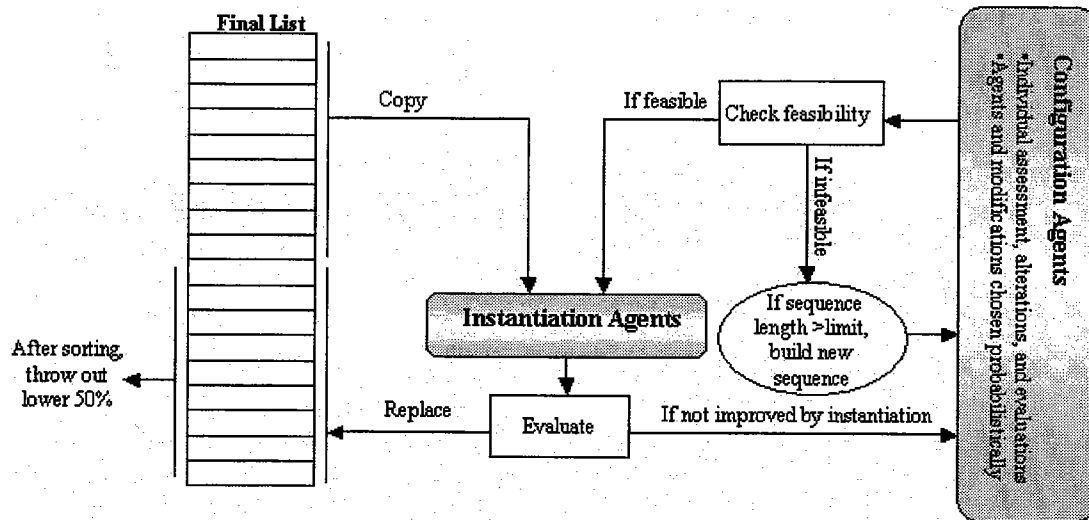 Final List
Copy
If feasible
Check feasibility
If infeasible
If sequence
length >limit,
build new
sequence
Instantiation Agents
After sorting,
throw out
lower 50%
Replace
Evaluate
If not improved by instantiation
Configuration Agents
•Individual assessment, alterations, and evaluations
•Agents and modifications chosen probabilistically